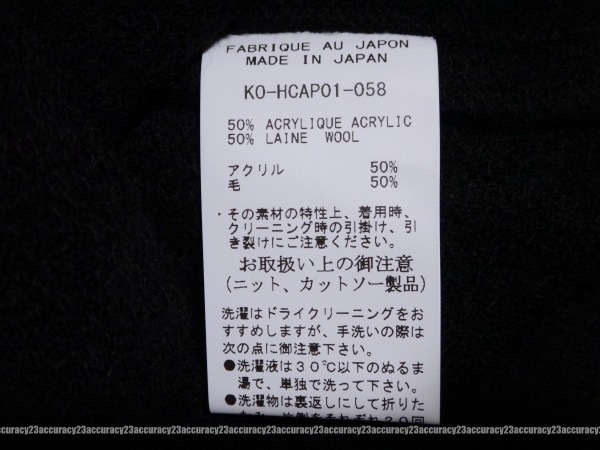 FABRIQUE AU JAPON
MADE IN JAPAN
KO-HCAP01-058
50% ACRYLIQUE ACRYLIC
50% LAINE WOOL
アクリル 50%
毛 50%
・その素材の特性上、着用時、
クリーニング時の引掛け、引
き裂けにご注意ください。
お取扱い上の御注意
(ニット、カットソー製品)
洗濯はドライクリーニングをお
すすめしますが、手洗いの際は
次の点に御注意下さい。
●洗濯液は30℃以下のぬるま
湯で、単独で洗って下さい。
●洗濯物は裏返しにして折りた
accuracy23accuracy23accuracy23accuracy23accuracy23accuracy23accuracy23accuracy23accuracy23accuracy23